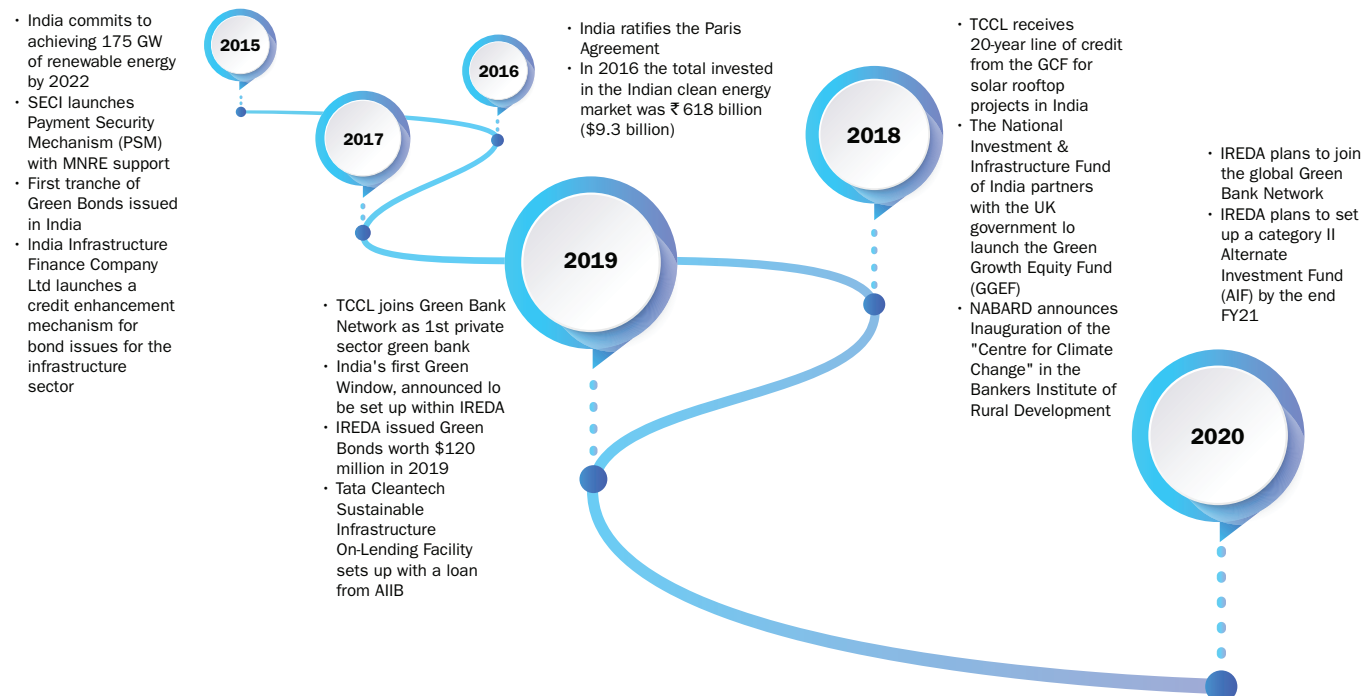 · India commits to
achieving 175 GW
of renewable energy
by 2022
· SECI launches
Payment Security
Mechanism (PSM)
with MNRE support
· First tranche of
Green Bonds issued
in India
· India Infrastructure
Finance Company
Ltd launches a
credit enhancement
mechanism for
bond issues for the
infrastructure
sector
2015
2016
· India ratifies the Paris
Agreement
· In 2016 the total invested
in the Indian clean energy
market was ₹ 618 billion
($9.3 billion)
2017
2018
· TCCL receives
20-year line of credit
from the GCF for
solar rooftop
projects in India
· The National
Investment &
Infrastructure Fund
of India partners
with the UK
government lo
launch the Green
Growth Equity Fund
(GGEF)
· NABARD announces
Inauguration of the
"Centre for Climate
Change" in the
Bankers Institute of
Rural Development
2019
· TCCL joins Green Bank
Network as 1st private
sector green bank
· India's first Green
Window, announced lo
be set up within IREDA
· IREDA issued Green
Bonds worth $120
million in 2019
· Tata Cleantech
Sustainable
Infrastructure
On-Lending Facility
sets up with a loan
from AIIB
· IREDA plans to join
the global Green
Bank Network
· IREDA plans to set
up a category II
Alternate
Investment Fund
(AIF) by the end
FY21
2020